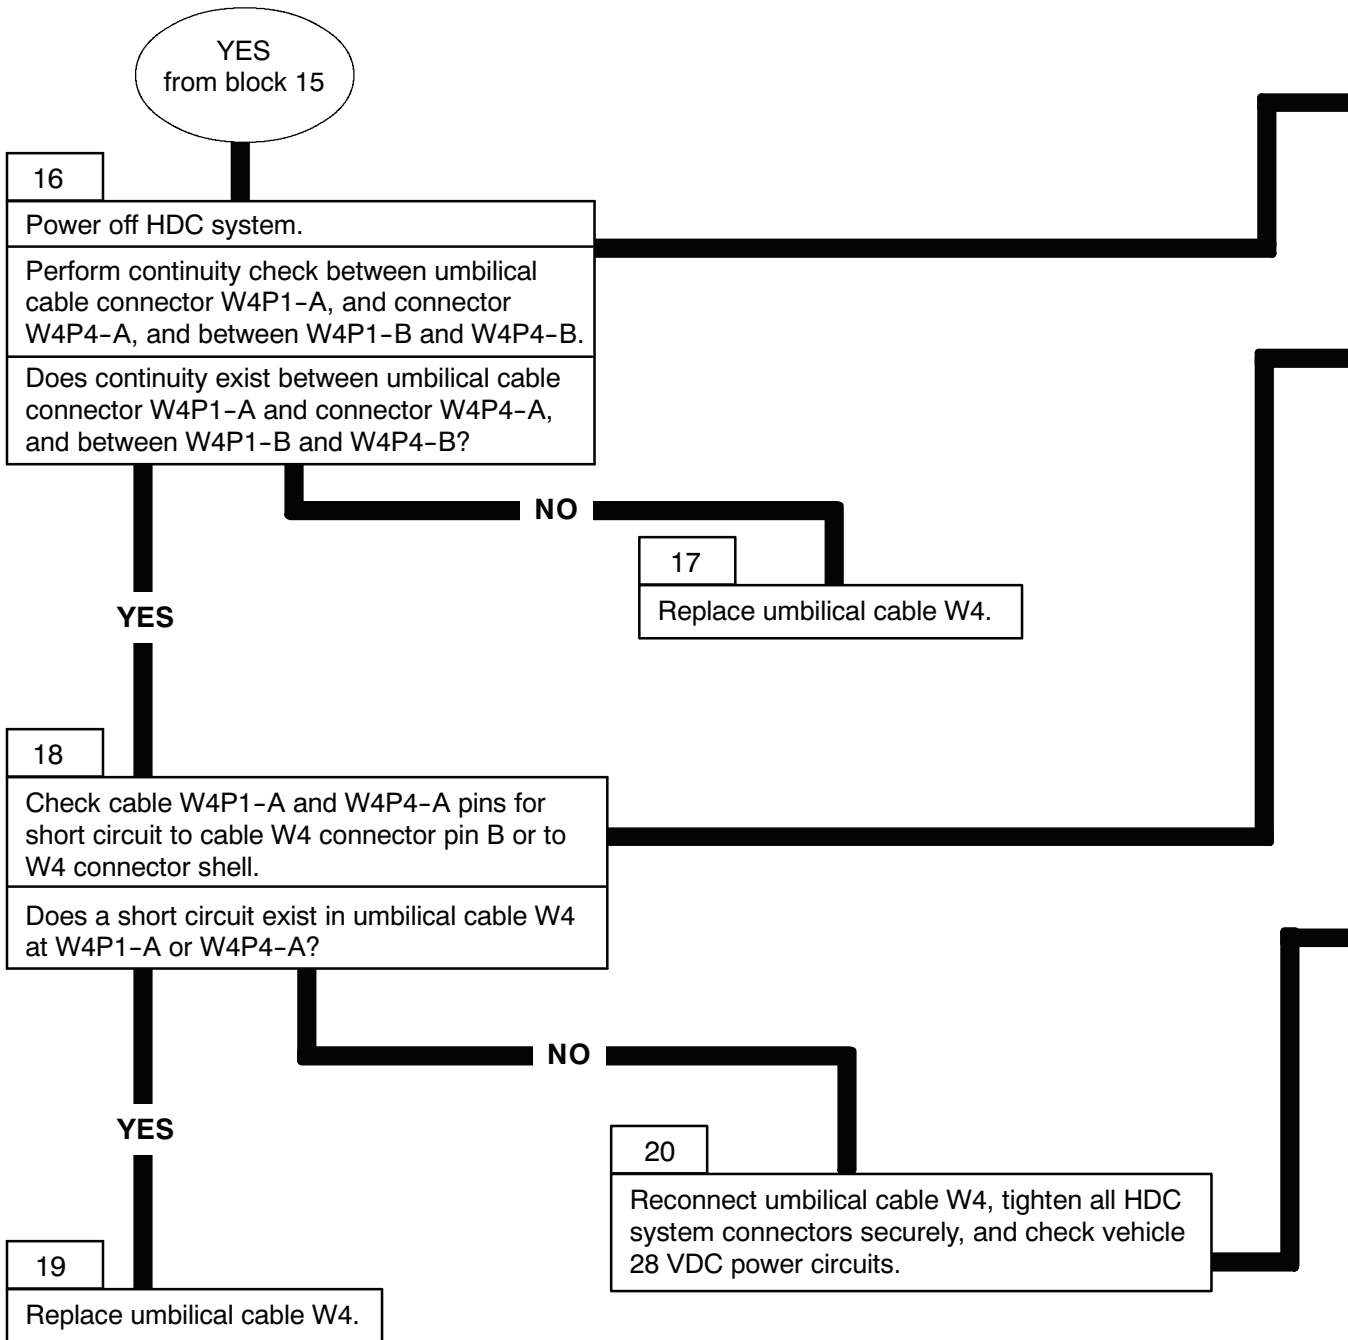 YES
from block 15
16
Power off HDC system.
Perform continuity check between umbilical
cable connector W4P1-A, and connector
W4P4-A, and between W4P1-B and W4P4-B.
Does continuity exist between umbilical cable
connector W4P1-A and connector W4P4-A,
and between W4P1-B and W4P4-B?
NO
17
Replace umbilical cable W4.
YES
18
Check cable W4P1-A and W4P4-A pins for
short circuit to cable W4 connector pin B or to
W4 connector shell.
Does a short circuit exist in umbilical cable W4
at W4P1-A or W4P4-A?
NO
YES
20
Reconnect umbilical cable W4, tighten all HDC
system connectors securely, and check vehicle
28 VDC power circuits.
19
Replace umbilical cable W4.